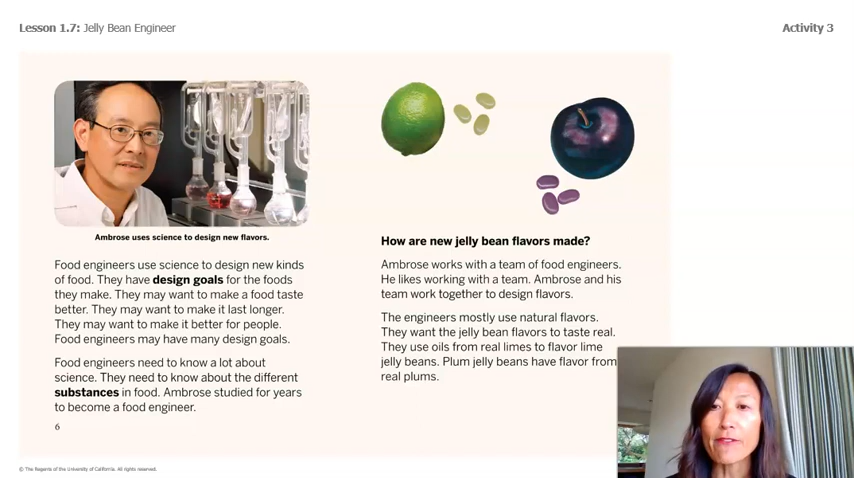 Lesson 1.7: Jelly Bean Engineer
Activity 3
Ambrose uses science to design new flavors.
Food engineers use science to design new kinds
of food. They have design goals for the foods
they make. They may want to make a food taste
better. They may want to make it last longer.
They may want to make it better for people.
Food engineers may have many design goals.
Food engineers need to know a lot about
science. They need to know about the different
substances in food. Ambrose studied for years
to become a food engineer.
6
How are new jelly bean flavors made?
Ambrose works with a team of food engineers.
He likes working with a team. Ambrose and his
team work together to design flavors.
The engineers mostly use natural flavors.
They want the jelly bean flavors to taste real.
They use oils from real limes to flavor lime
jelly beans. Plum jelly beans have flavor from
real plums.
© The Regents of the University of California. All rights reserved.